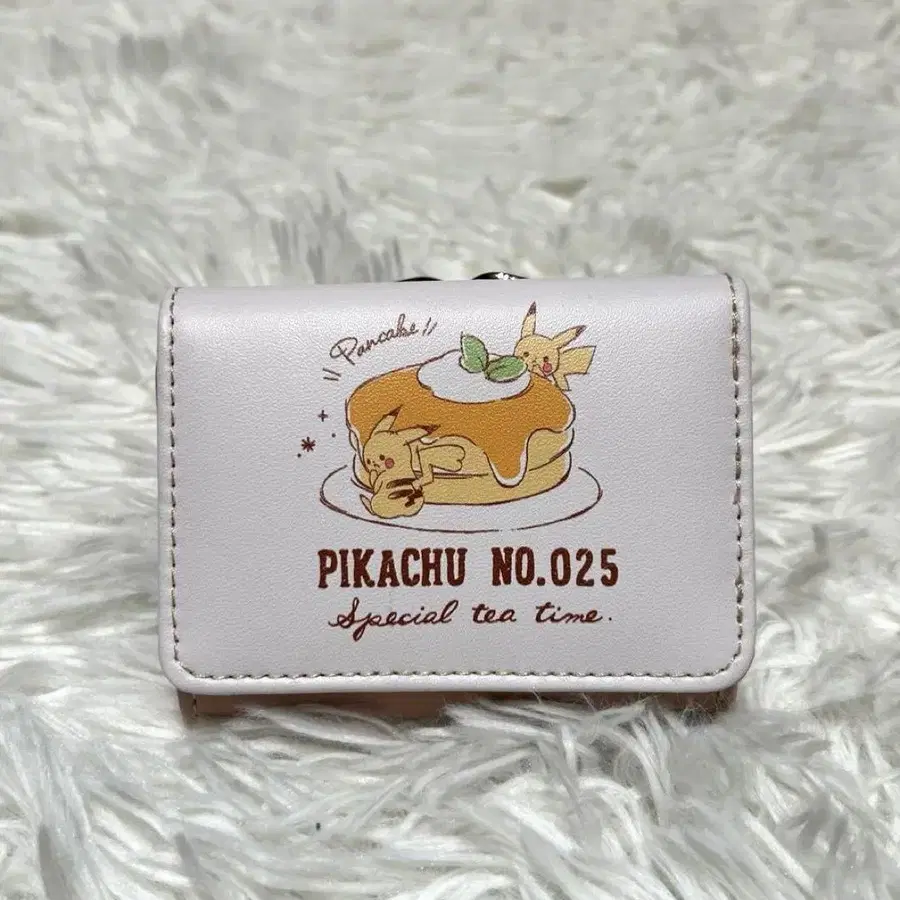 Pancake!!
PIKACHU NO.025
Special tea time.